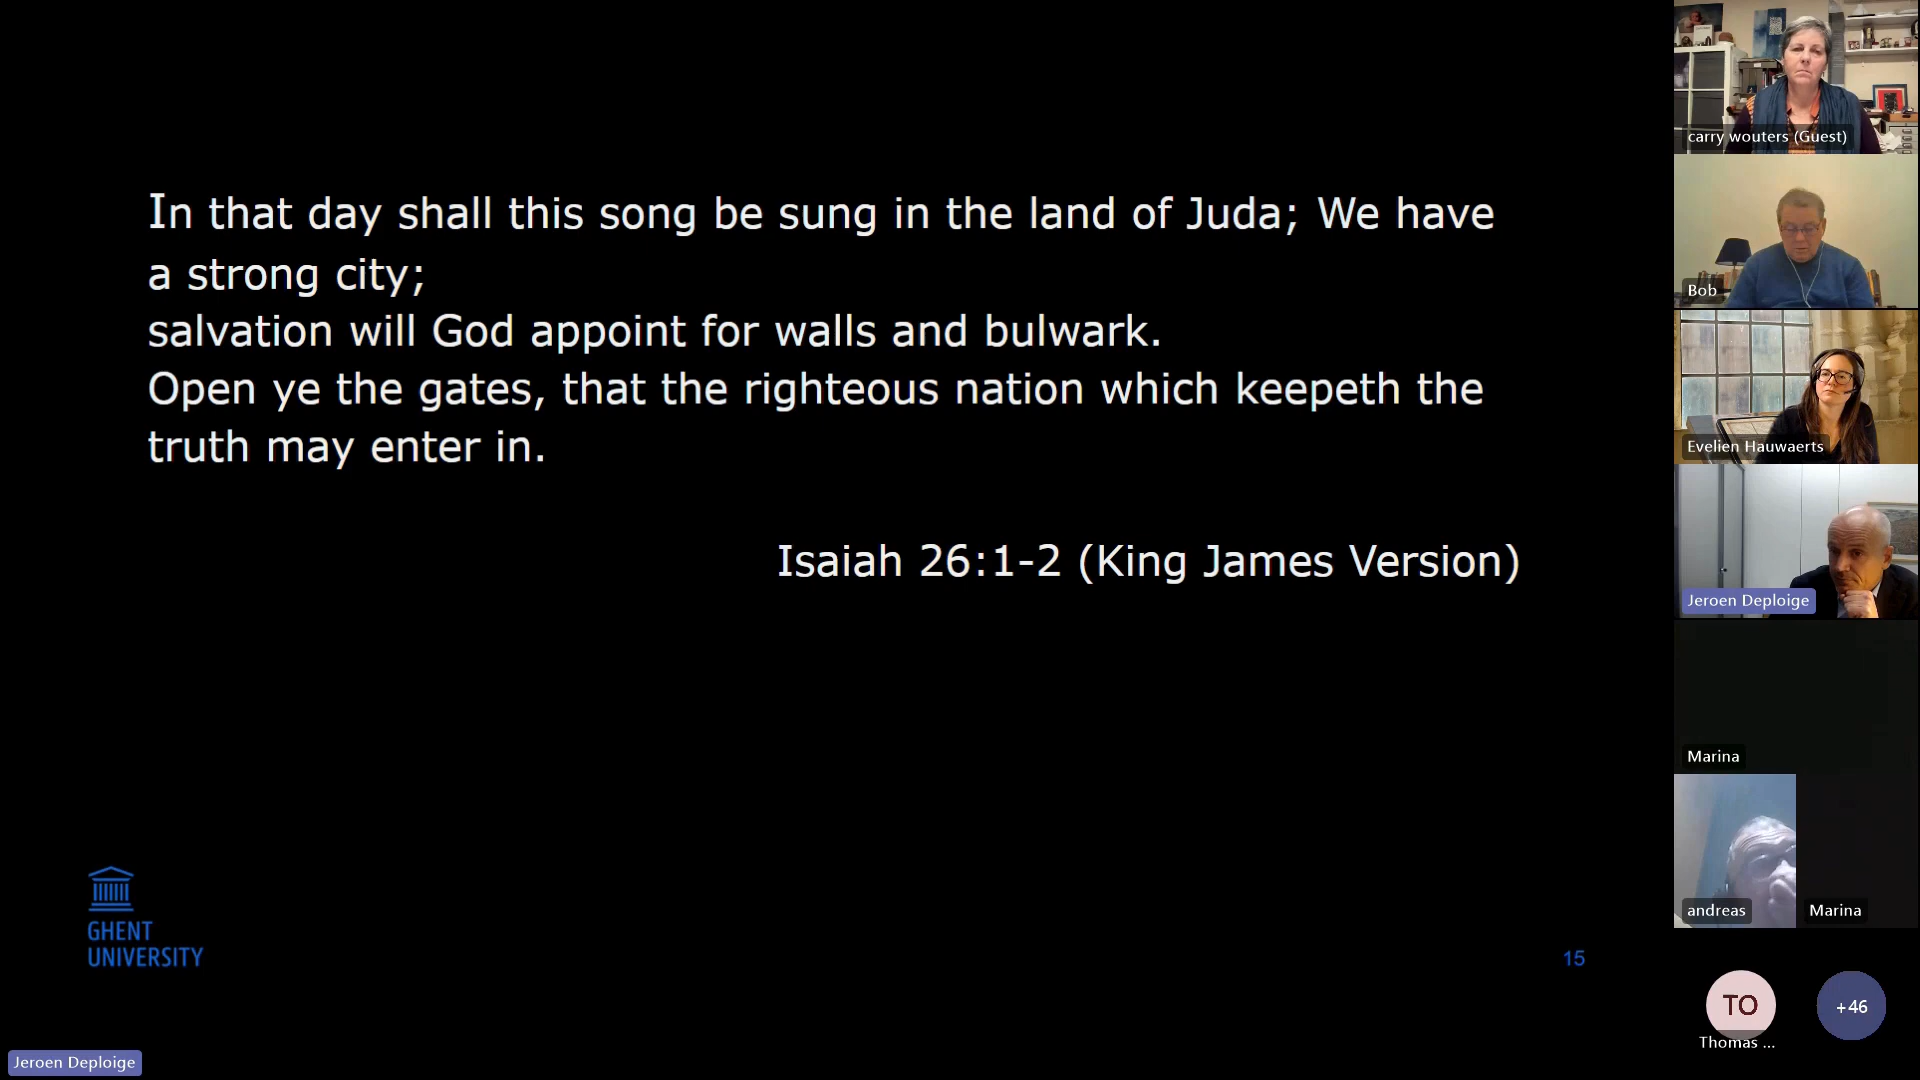 In that day shall this song be sung in the land of Juda; We have
a strong city;
salvation will God appoint for walls and bulwark.
Open ye the gates, that the righteous nation which keepeth the
truth may enter in.
Isaiah 26:1-2 (King James Version)
GHENT
UNIVERSITY
15
Jeroen Deploige
carry wouters (Guest)
Bob
Evelien Hauwaerts
Jeroen Deploige
Marina
andreas
Marina
TO
Thomas ...
+46